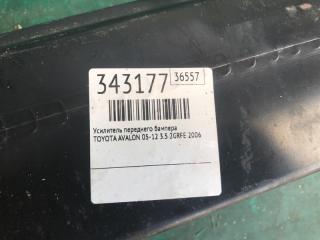 343177 36557
Усилитель переднего бампера
TOYOTA AVALON 05-12 3.5 2GRFE 2006